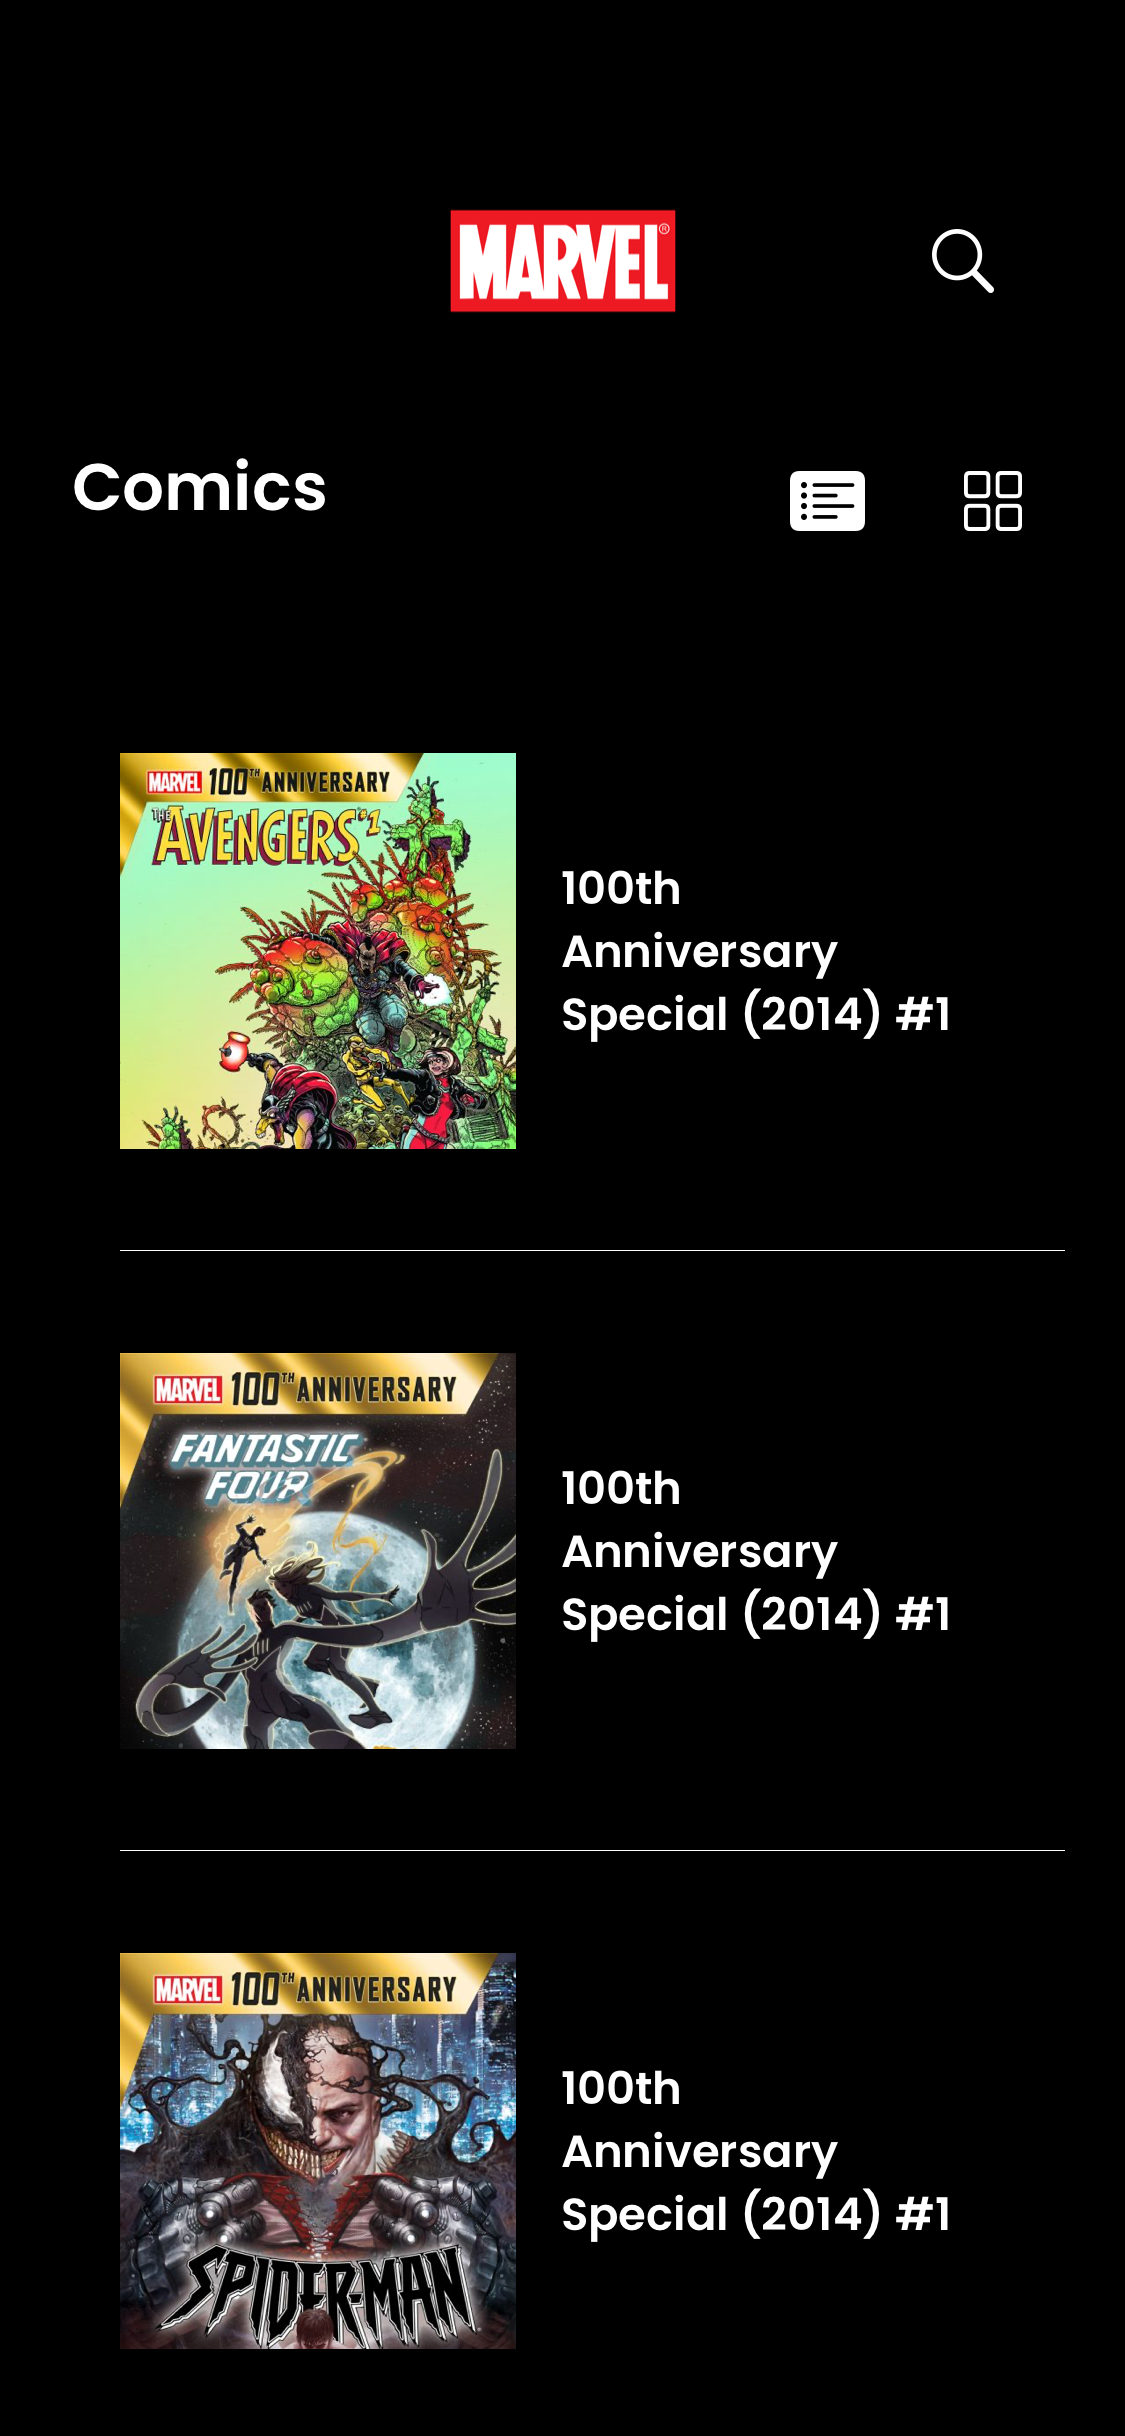 MARVEL®
Comics
MARVEL 100TH ANNIVERSARY
THE AVENGERS #1
100th
Anniversary
Special (2014) #1
MARVEL 100TH ANNIVERSARY
FANTASTIC
FOUR
100th
Anniversary
Special (2014) #1
MARVEL 100TH ANNIVERSARY
SPIDER-MAN
100th
Anniversary
Special (2014) #1